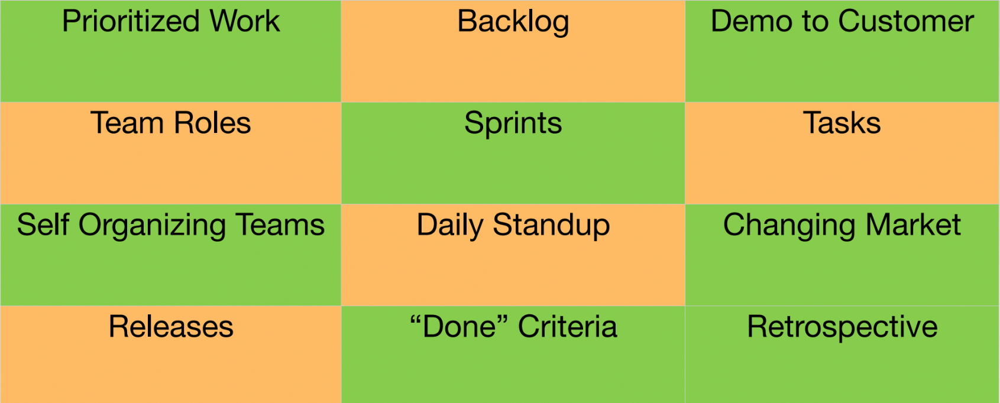 Prioritized Work
Backlog
Demo to Customer
Team Roles
Sprints
Tasks
Self Organizing Teams
Daily Standup
Changing Market
Releases
“Done” Criteria
Retrospective